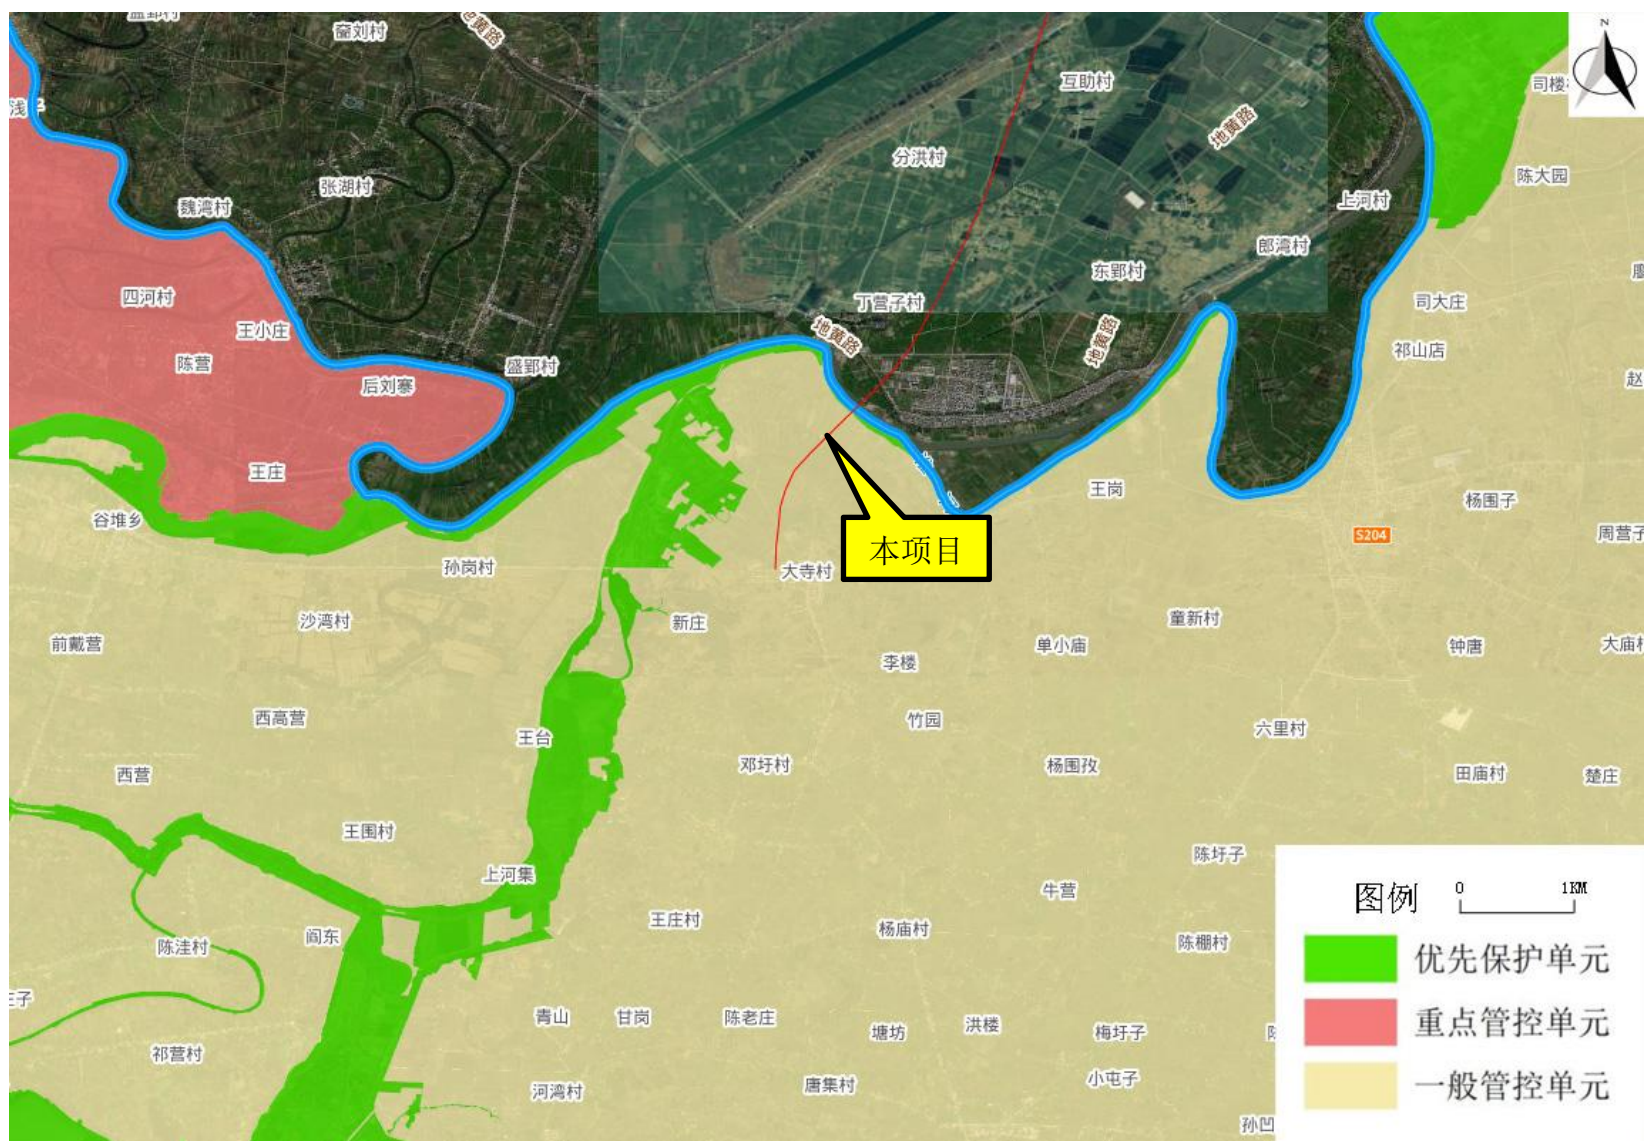 盛郢村
地黄路
齋刘村
N
互助村
司楼
浅子
地黄路
分洪村
陈大园
张湖村
上河村
魏湾村
郎湾村
东郢村
四河村
丁营子村
司大庄
王小庄
地黄路
地黄路
祁山店
陈营
盛郢村
后刘寨
赵
王庄
王岗
杨围子
谷堆乡
S204
周营子
本项目
孙岗村
大寺村
沙湾村
新庄
童新村
前戴营
单小庙
钟唐
大庙村
李楼
西高营
竹园
六里村
王台
邓圩村
杨围孜
西营
田庙村
楚庄
王围村
陈圩子
上河集
牛营
图例
0
1KM
王庄村
杨庙村
阎东
陈棚村
陈洼村
优先保护单元
青山
甘岗
陈老庄
洪楼
塘坊
梅圩子
重点管控单元
祁营村
小屯子
唐集村
河湾村
一般管控单元
孙凹